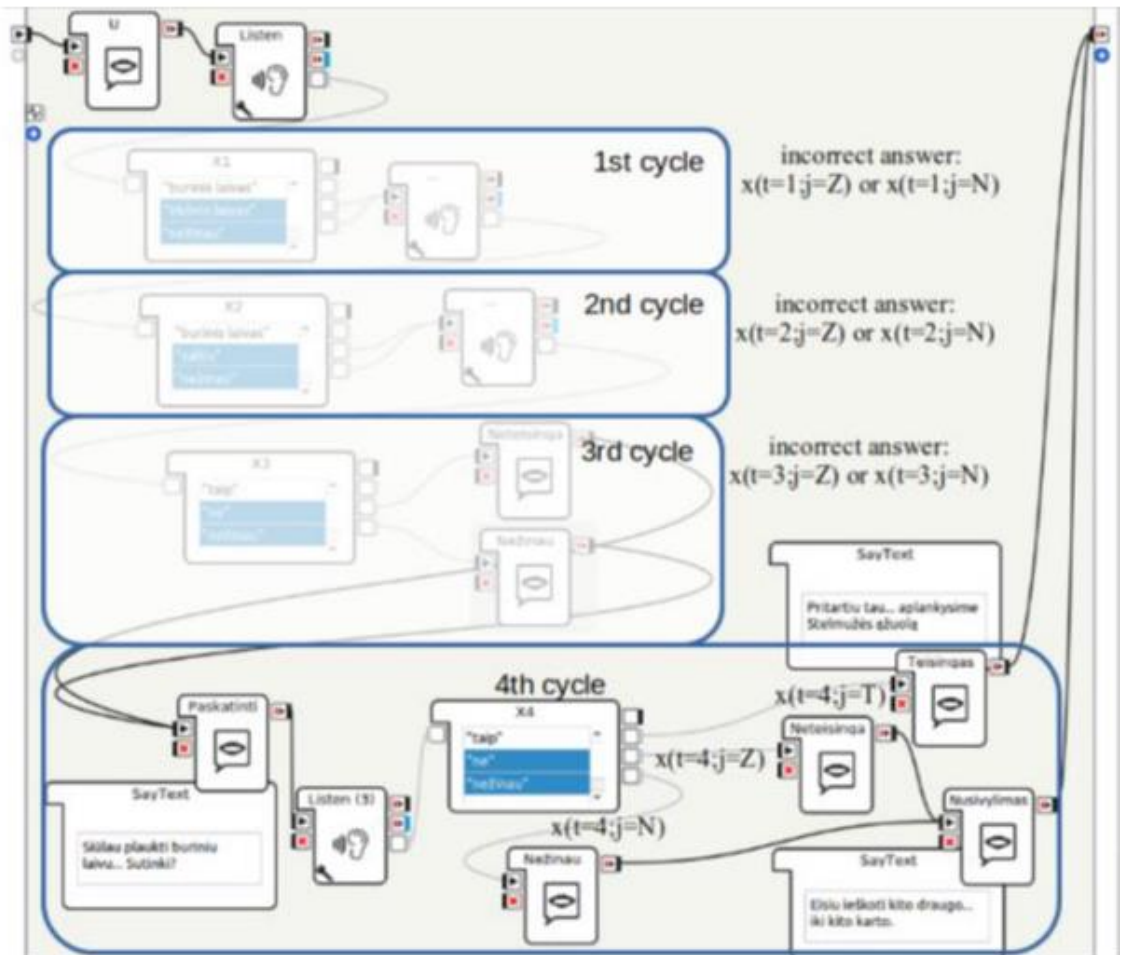 U
Listen
1st cycle
incorrect answer:
x(t=1;j=Z) or x(t=1;j=N)
X1
"burinis laivas"
"nežinau"
2nd cycle
incorrect answer:
x(t=2;j=Z) or x(t=2;j=N)
X2
"burinis laivas"
"nežinau"
3rd cycle
incorrect answer:
x(t=3;j=Z) or x(t=3;j=N)
Neteisinga
X3
"taip"
"ne"
"nežinau"
Nežinau
SayText
Pritartiu tau... aplankysime
Stelmužės ąžuolą
Teisingas
4th cycle
x(t=4;j=T)
Paskatinti
X4
"taip"
"ne"
"nežinau"
x(t=4;j=Z)
Neteisinga
SayText
Siūlau plaukti buriniu
laivu... Sutinki?
Listen (3)
x(t=4;j=N)
Nežinau
Nusivylimas
SayText
Eisiu ieškoti kito draugo...
iki kito karto.